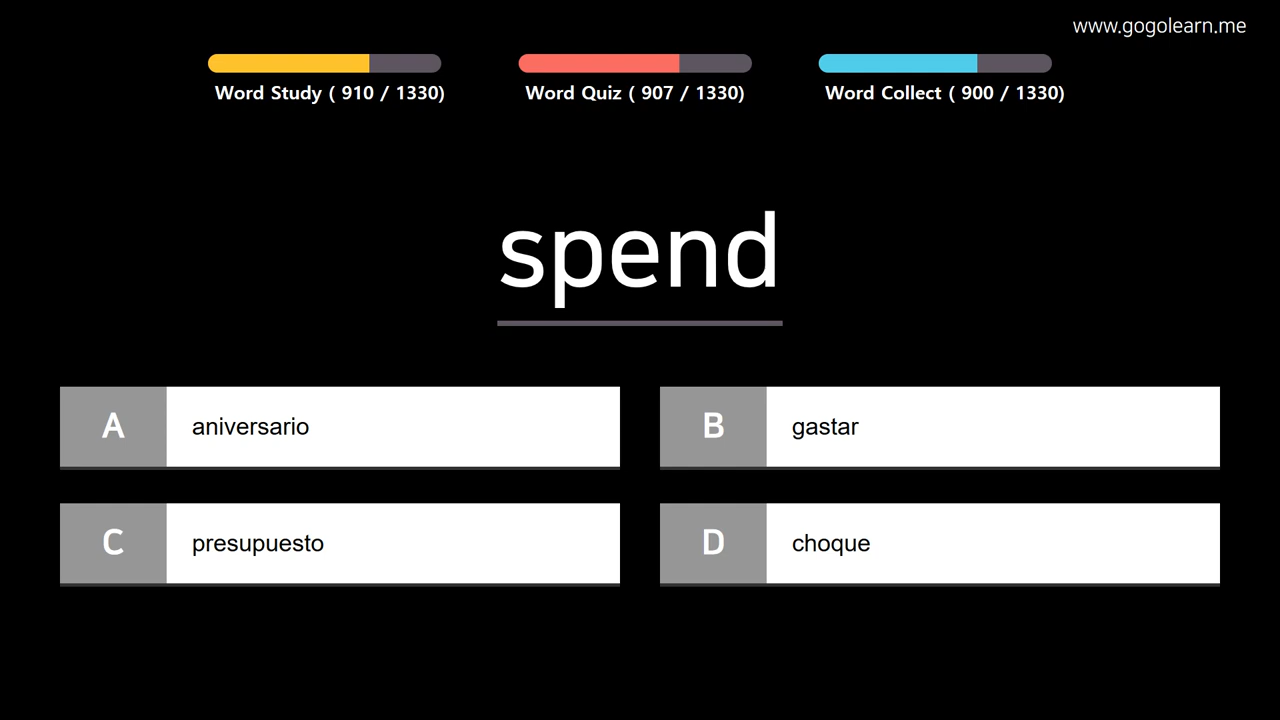 www.gogolearn.me
Word Study ( 910 / 1330)
Word Quiz ( 907 / 1330)
Word Collect ( 900 / 1330)
spend
A aniversario
B gastar
C presupuesto
D choque